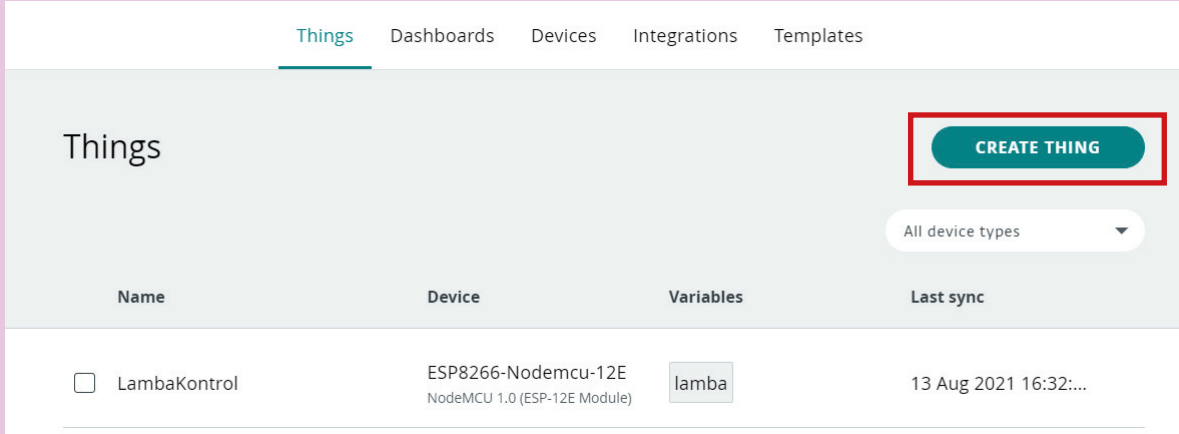 Things Dashboards Devices Integrations Templates
Things
CREATE THING
All device types
Name Device Variables Last sync
LambaKontrol ESP8266-Nodemcu-12E lamba 13 Aug 2021 16:32:...
NodeMCU 1.0 (ESP-12E Module)